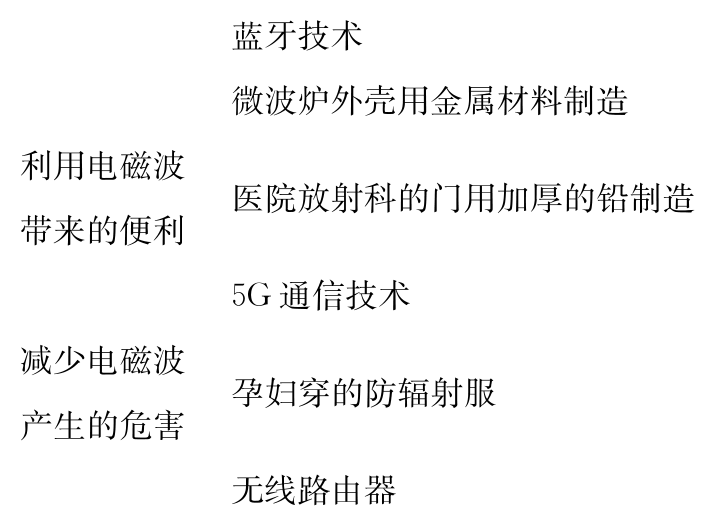 蓝牙技术
微波炉外壳用金属材料制造
利用电磁波
带来的便利
医院放射科的门用加厚的铅制造
5G 通信技术
减少电磁波
产生的危害
孕妇穿的防辐射服
无线路由器